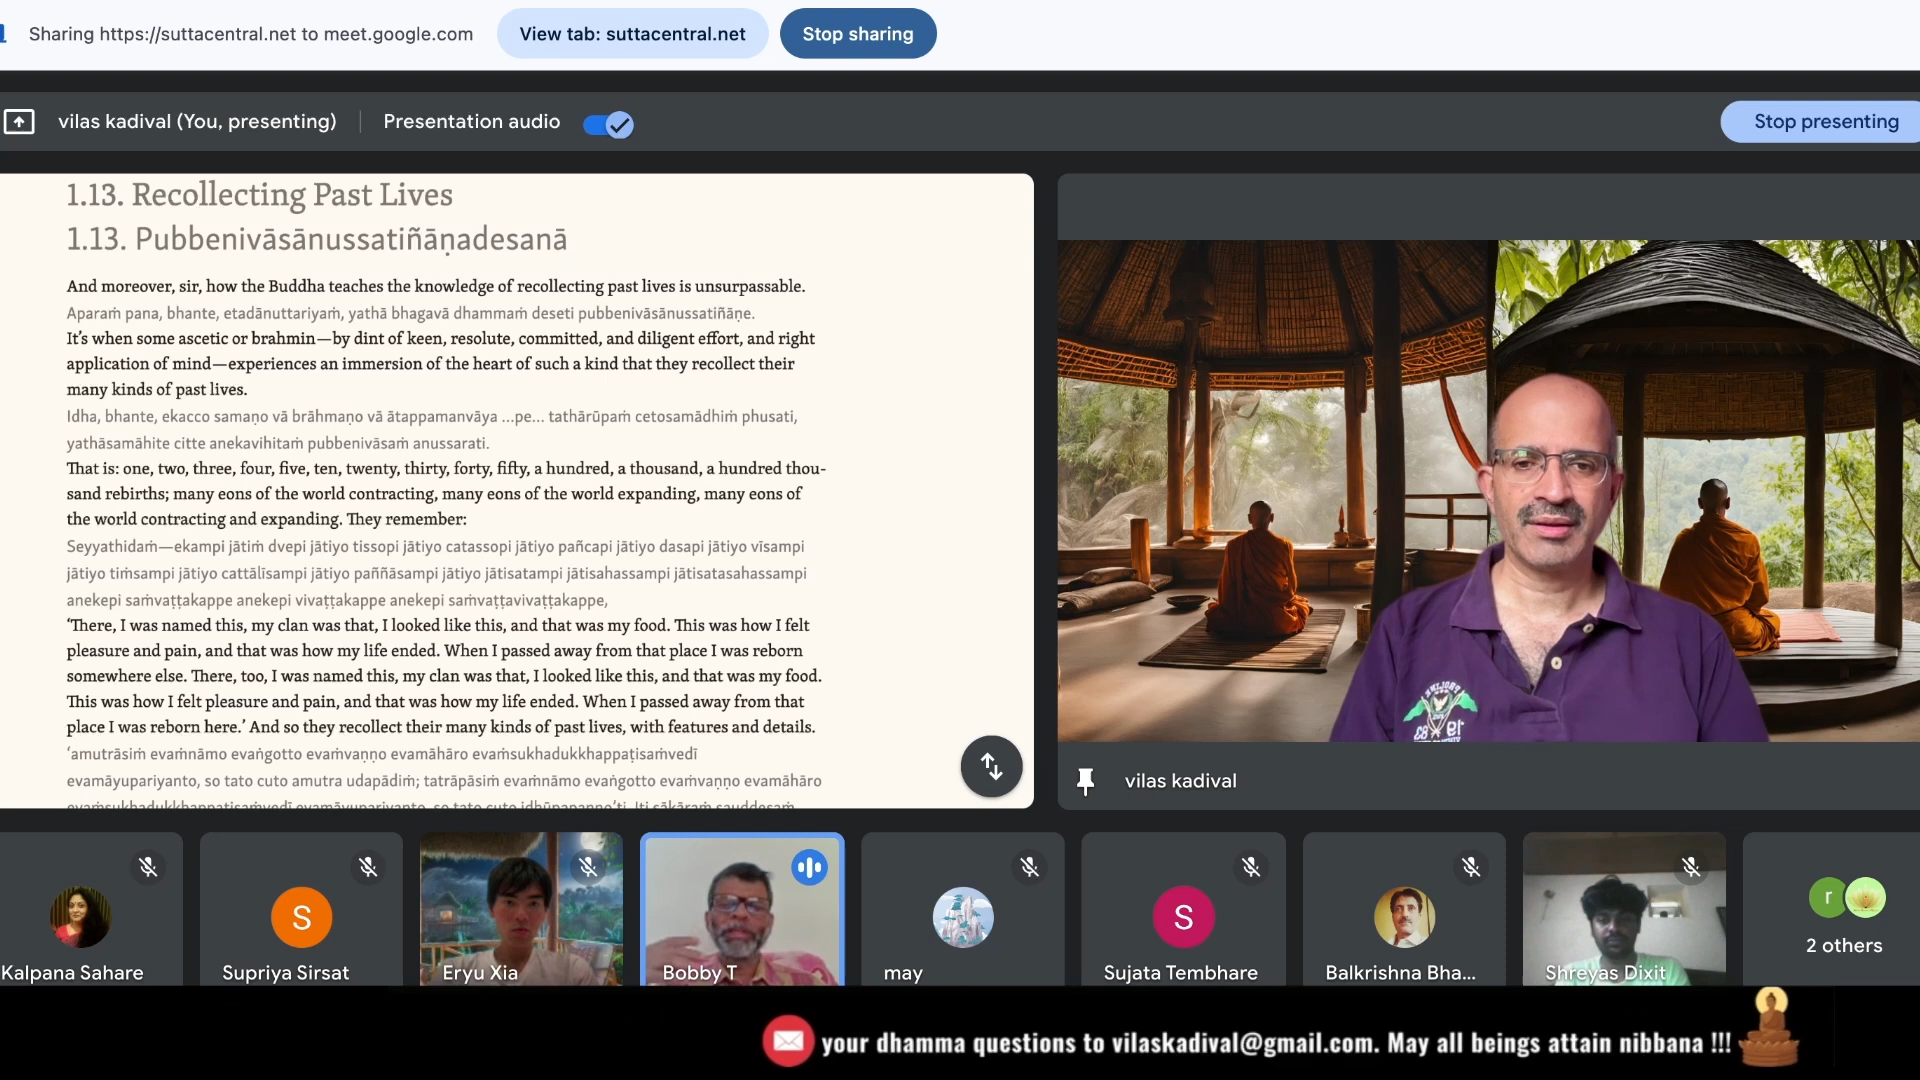 Sharing https://suttacentral.net to meet.google.com
View tab: suttacentral.net
Stop sharing
vilas kadival (You, presenting)
Presentation audio
Stop presenting
1.13. Recollecting Past Lives
1.13. Pubbenivāsānussatiñāṇadesanā
And moreover, sir, how the Buddha teaches the knowledge of recollecting past lives is unsurpassable.
Aparaṁ pana, bhante, etadānuttariyaṁ, yathā bhagavā dhammaṁ deseti pubbenivāsānussatiñāṇe.
It’s when some ascetic or brahmin—by dint of keen, resolute, committed, and diligent effort, and right
application of mind—experiences an immersion of the heart of such a kind that they recollect their
many kinds of past lives.
Idha, bhante, ekacco samaṇo vā brāhmaṇo vā ātappamanvāya …pe… tathārūpaṁ cetosamādhiṁ phusati,
yathāsamāhite citte anekavihitaṁ pubbenivāsaṁ anussarati.
That is: one, two, three, four, five, ten, twenty, thirty, forty, fifty, a hundred, a thousand, a hundred thou-
sand rebirths; many eons of the world contracting, many eons of the world expanding, many eons of
the world contracting and expanding. They remember:
Seyyathidaṁ—ekampi jātiṁ dvepi jātiyo tissopi jātiyo catassopi jātiyo pañcapi jātiyo dasapi jātiyo vīsampi
jātiyo tiṁsampi jātiyo cattālīsampi jātiyo paññāsampi jātiyo jātisatampi jātisahassampi jātisatasahassampi
anekepi saṁvaṭṭakappe anekepi vivaṭṭakappe anekepi saṁvaṭṭavivaṭṭakappe,
‘There, I was named this, my clan was that, I looked like this, and that was my food. This was how I felt
pleasure and pain, and that was how my life ended. When I passed away from that place I was reborn
somewhere else. There, too, I was named this, my clan was that, I looked like this, and that was my food.
This was how I felt pleasure and pain, and that was how my life ended. When I passed away from that
place I was reborn here.’ And so they recollect their many kinds of past lives, with features and details.
‘amutrāsiṁ evaṁnāmo evaṅgotto evaṁvaṇṇo evamāhāro evaṁsukhadukkhappaṭisaṁvedī
evamāyupariyanto, so tato cuto amutra udapādiṁ; tatrāpāsiṁ evaṁnāmo evaṅgotto evaṁvaṇṇo evamāhāro
evaṁsukhadukkhappaṭisaṁvedī evamāyupariyanto, so tato cuto idhūpapanno’ti. Iti sākāraṁ sauddesaṁ
vilas kadival
Kalpana Sahare
S
Supriya Sirsat
Eryu Xia
Bobby T
may
S
Sujata Tembhare
Balkrishna Bha...
Shreyas Dixit
r
2 others
your dhamma questions to vilaskadival@gmail.com. May all beings attain nibbana !!!